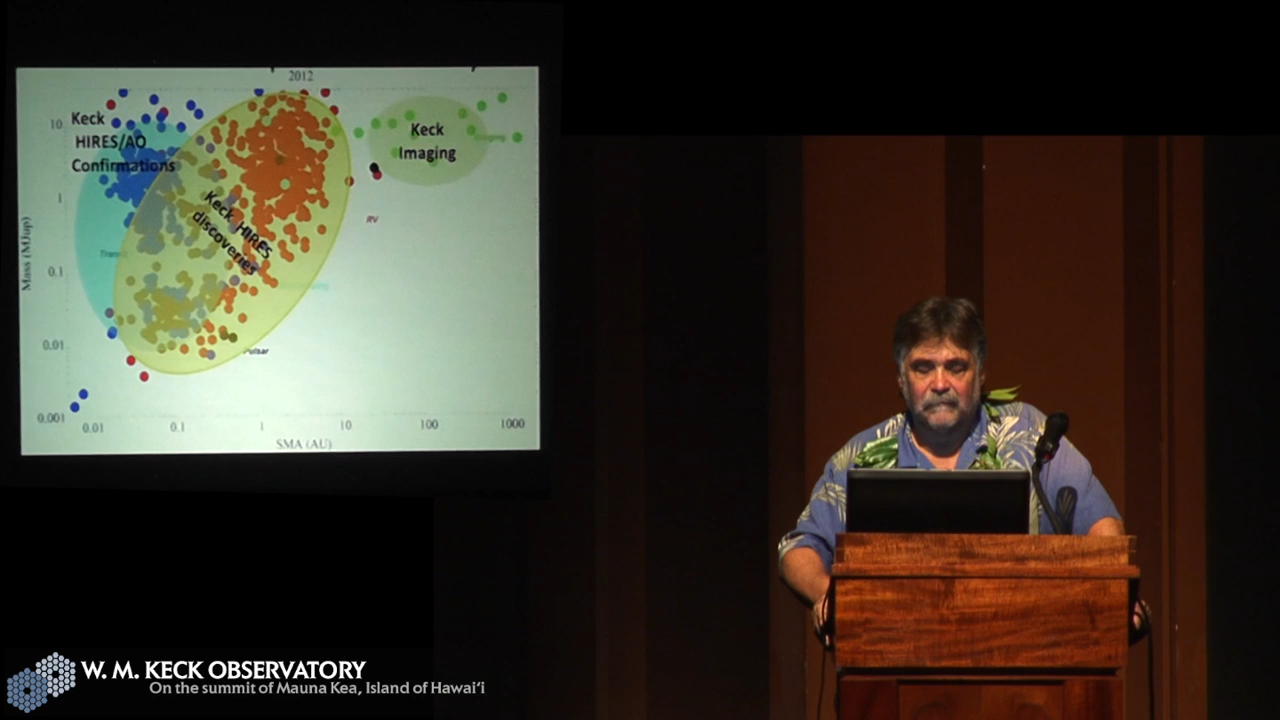 2012
Keck
HIRES/AO
Confirmations
Keck
Imaging
Keck HIRES
discoveries
RV
Pulsar
Mass (MJup)
10
1
0.1
0.01
0.001
0.01
0.1
1
10
100
1000
SMA (AU)
W. M. KECK OBSERVATORY
On the summit of Mauna Kea, Island of Hawai‘i